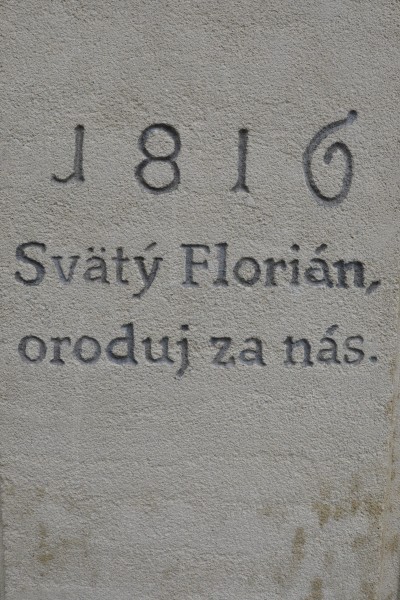 1816
Svätý Florián,
oroduj za nás.